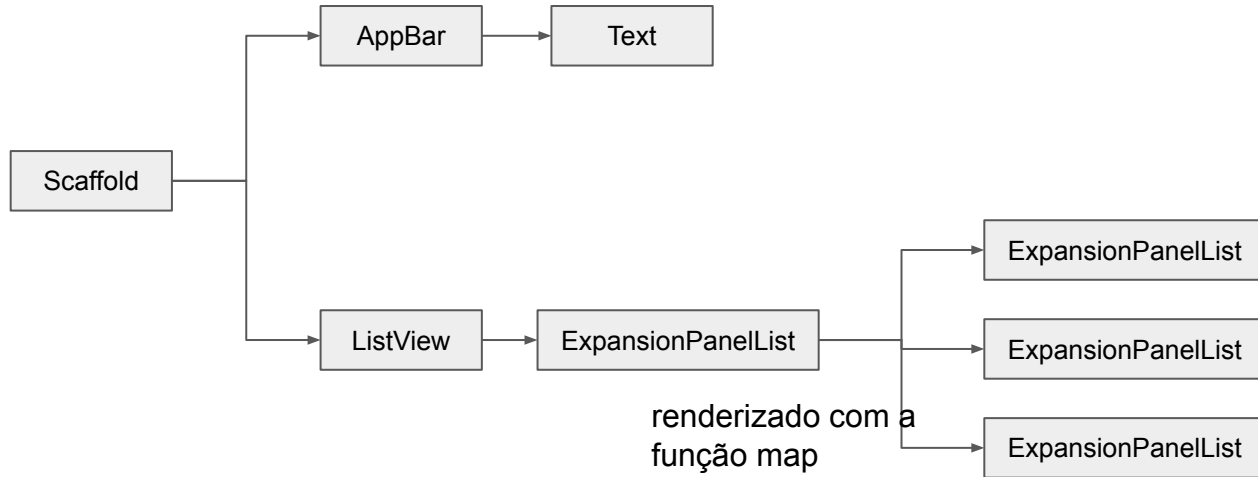 AppBar
Text
Scaffold
ExpansionPanelList
ListView
ExpansionPanelList
ExpansionPanelList
renderizado com a
função map
ExpansionPanelList